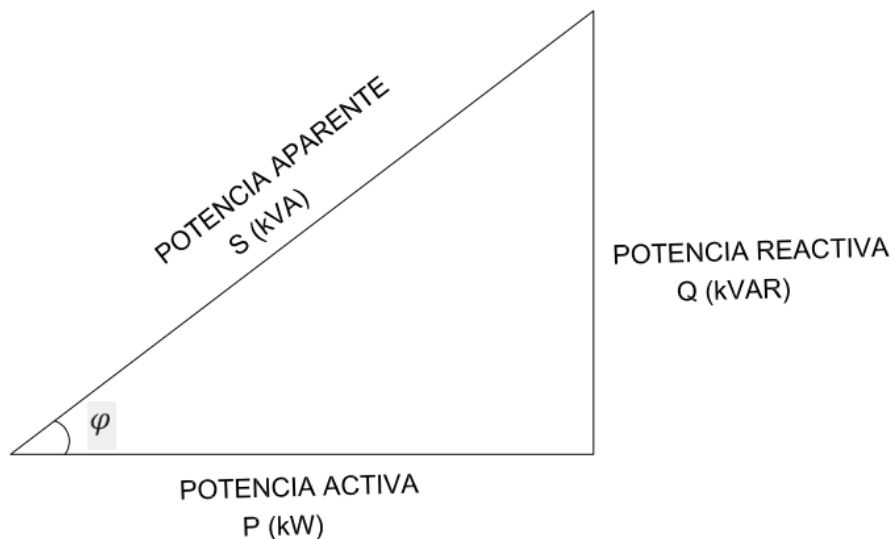 POTENCIA APARENTE
S (kVA)
POTENCIA REACTIVA
Q (kVAR)
φ
POTENCIA ACTIVA
P (kW)